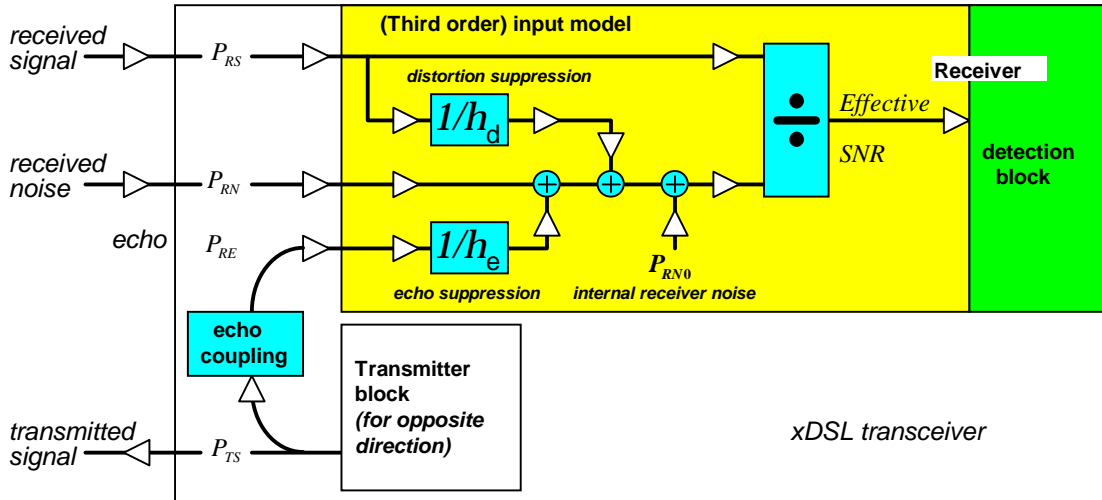 received
signal
P_RS
(Third order) input model
distortion suppression
1/h_d
Effective
SNR
Receiver
detection
block
received
noise
P_RN
echo
P_RE
1/h_e
echo suppression
P_RN0
internal receiver noise
echo
coupling
Transmitter
block
(for opposite
direction)
transmitted
signal
P_TS
xDSL transceiver